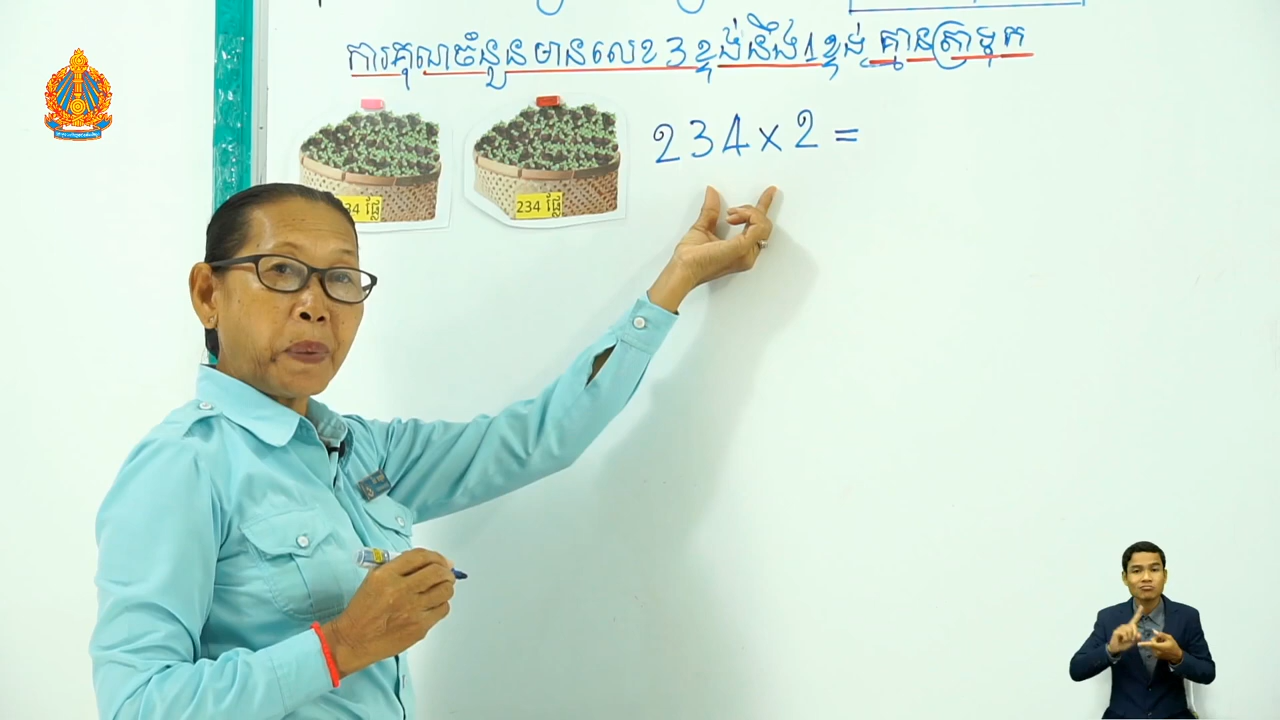 ការគុណចំនួនមានលេខ 3 ខ្ទង់នឹង 1 ខ្ទង់ គ្មានត្រាទុក
234 × 2 =
34 ផ្លែ
234 ផ្លែ